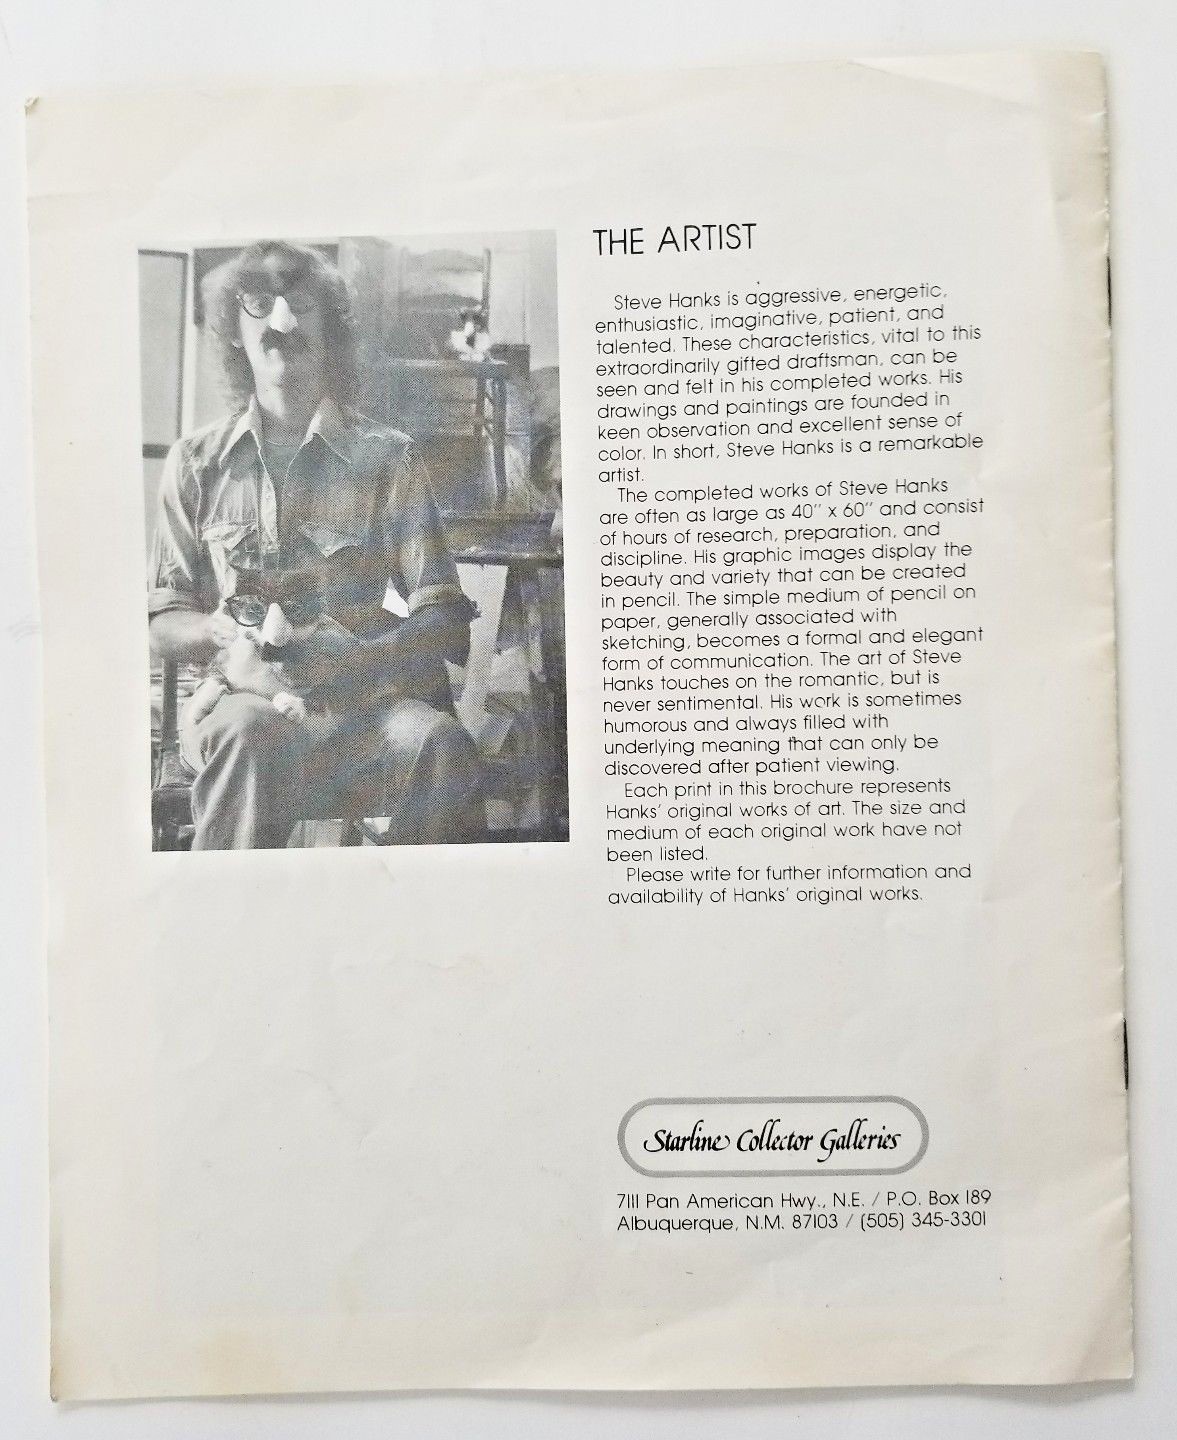 THE ARTIST
Steve Hanks is aggressive, energetic,
enthusiastic, imaginative, patient, and
talented. These characteristics, vital to this
extraordinarily gifted draftsman, can be
seen and felt in his completed works. His
drawings and paintings are founded in
keen observation and excellent sense of
color. In short, Steve Hanks is a remarkable
artist.
The completed works of Steve Hanks
are often as large as 40" x 60" and consist
of hours of research, preparation, and
discipline. His graphic images display the
beauty and variety that can be created
in pencil. The simple medium of pencil on
paper, generally associated with
sketching, becomes a formal and elegant
form of communication. The art of Steve
Hanks touches on the romantic, but is
never sentimental. His work is sometimes
humorous and always filled with
underlying meaning that can only be
discovered after patient viewing.
Each print in this brochure represents
Hanks' original works of art. The size and
medium of each original work have not
been listed.
Please write for further information and
availability of Hanks' original works.
Starline Collector Galleries
7111 Pan American Hwy., N.E. / P.O. Box 189
Albuquerque, N.M. 87103 / (505) 345-3301